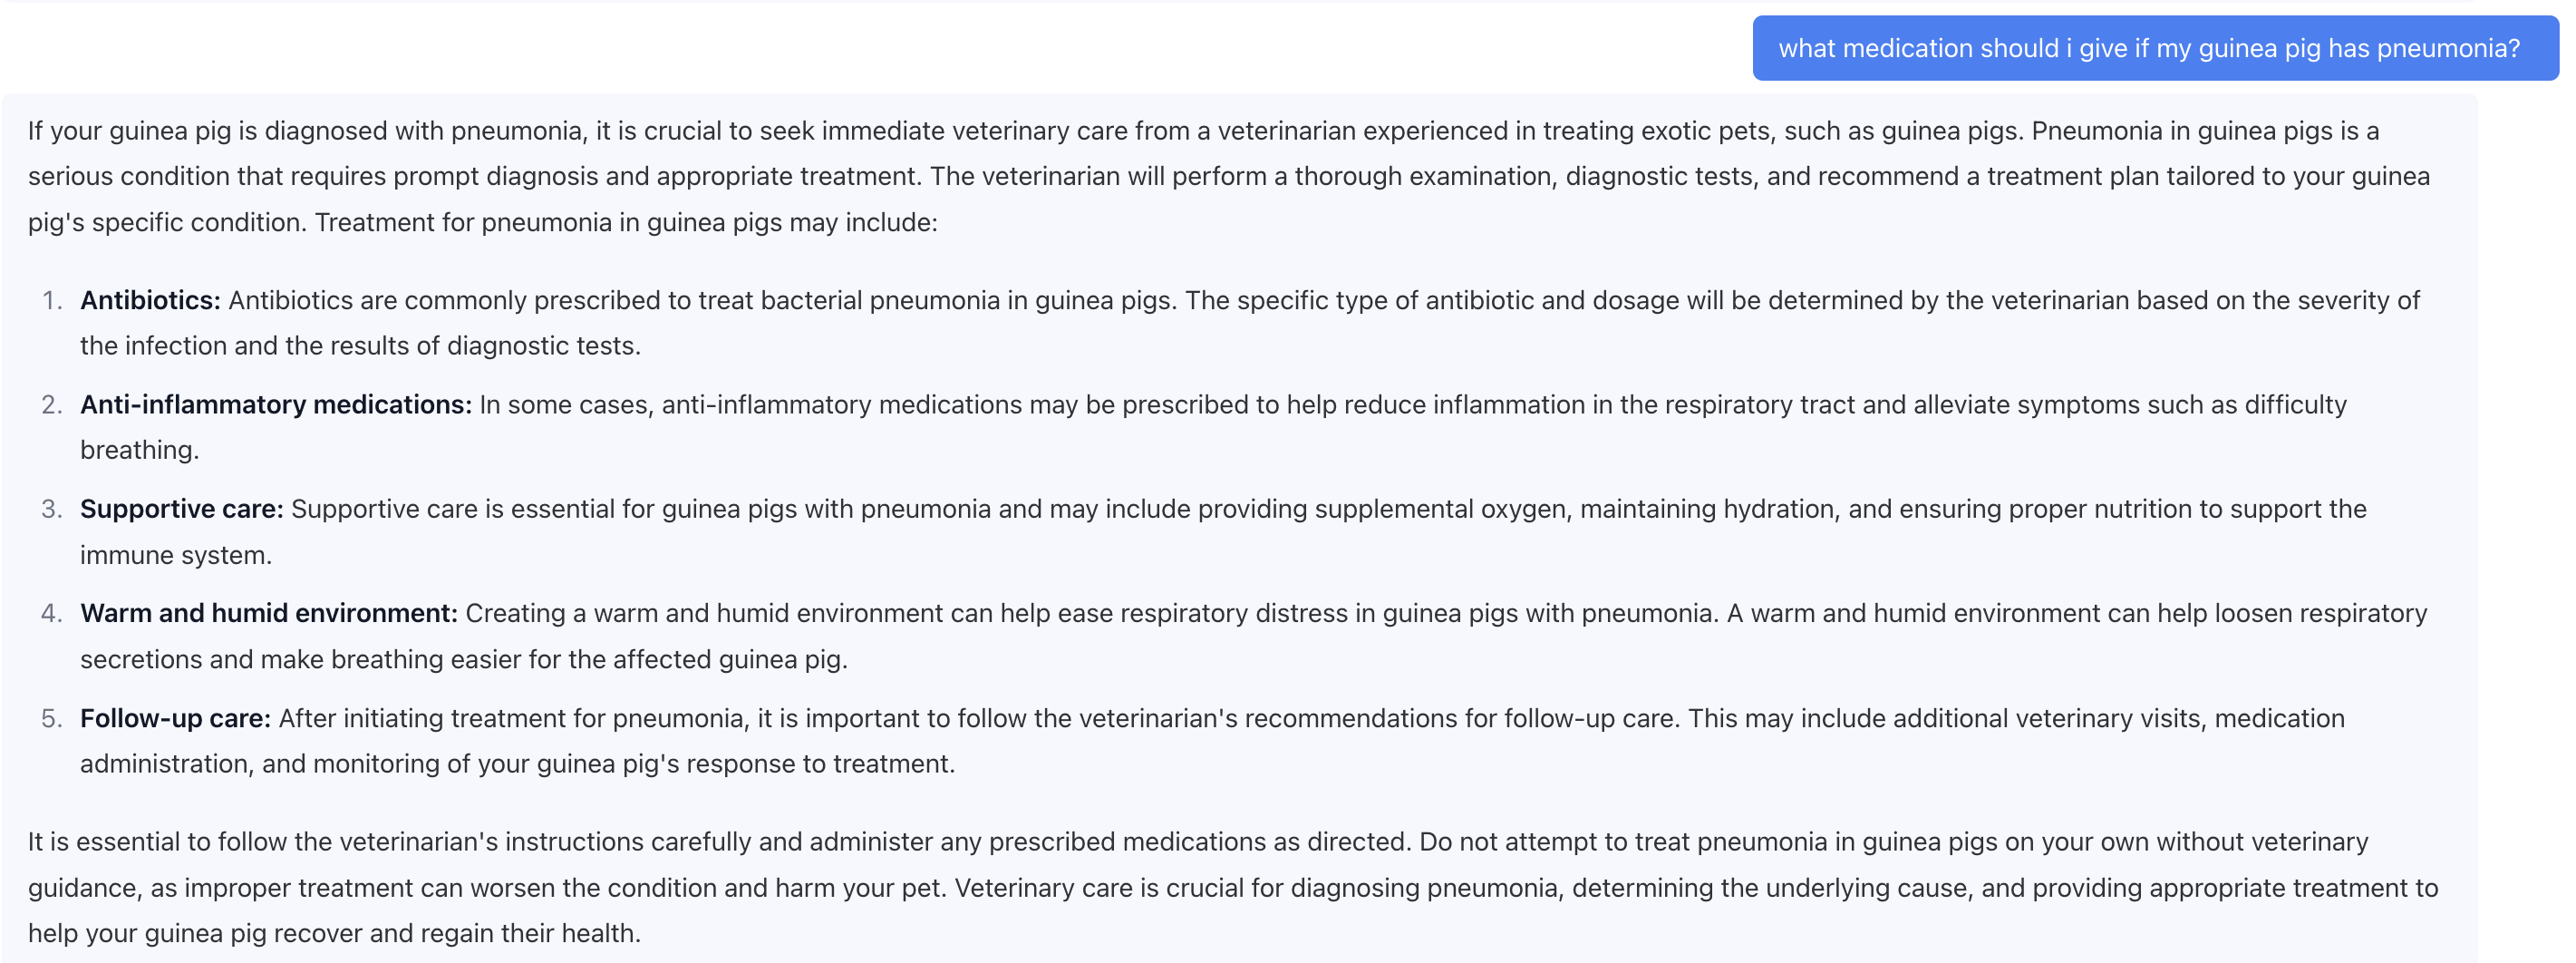 what medication should i give if my guinea pig has pneumonia?
If your guinea pig is diagnosed with pneumonia, it is crucial to seek immediate veterinary care from a veterinarian experienced in treating exotic pets, such as guinea pigs. Pneumonia in guinea pigs is a
serious condition that requires prompt diagnosis and appropriate treatment. The veterinarian will perform a thorough examination, diagnostic tests, and recommend a treatment plan tailored to your guinea
pig's specific condition. Treatment for pneumonia in guinea pigs may include:
1. Antibiotics: Antibiotics are commonly prescribed to treat bacterial pneumonia in guinea pigs. The specific type of antibiotic and dosage will be determined by the veterinarian based on the severity of
the infection and the results of diagnostic tests.
2. Anti-inflammatory medications: In some cases, anti-inflammatory medications may be prescribed to help reduce inflammation in the respiratory tract and alleviate symptoms such as difficulty
breathing.
3. Supportive care: Supportive care is essential for guinea pigs with pneumonia and may include providing supplemental oxygen, maintaining hydration, and ensuring proper nutrition to support the
immune system.
4. Warm and humid environment: Creating a warm and humid environment can help ease respiratory distress in guinea pigs with pneumonia. A warm and humid environment can help loosen respiratory
secretions and make breathing easier for the affected guinea pig.
5. Follow-up care: After initiating treatment for pneumonia, it is important to follow the veterinarian's recommendations for follow-up care. This may include additional veterinary visits, medication
administration, and monitoring of your guinea pig's response to treatment.
It is essential to follow the veterinarian's instructions carefully and administer any prescribed medications as directed. Do not attempt to treat pneumonia in guinea pigs on your own without veterinary
guidance, as improper treatment can worsen the condition and harm your pet. Veterinary care is crucial for diagnosing pneumonia, determining the underlying cause, and providing appropriate treatment to
help your guinea pig recover and regain their health.